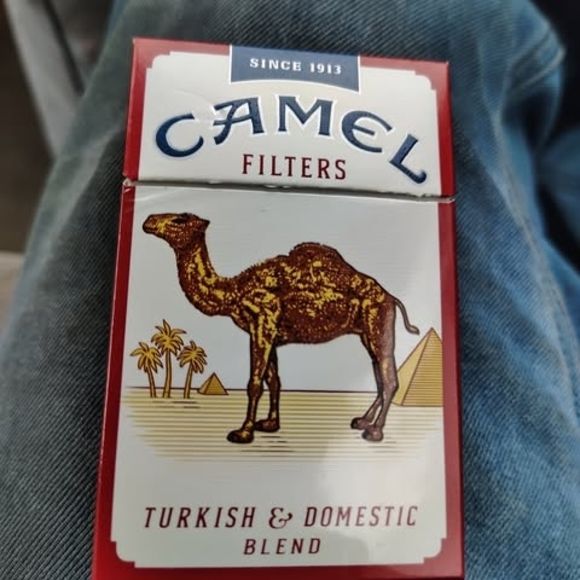 SINCE 1913
CAMEL
FILTERS
TURKISH & DOMESTIC
BLEND